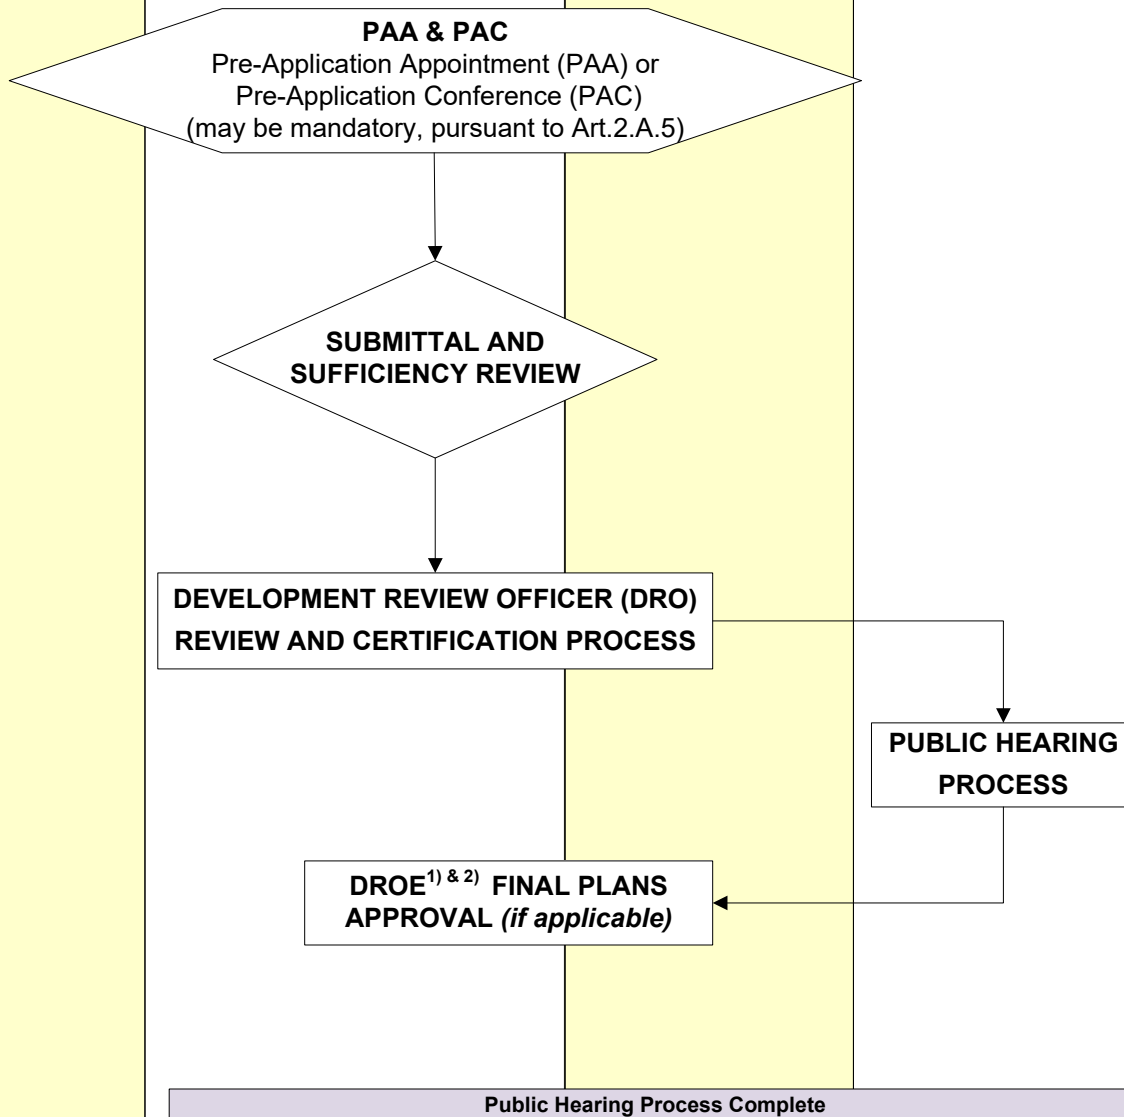 PAA & PAC
Pre-Application Appointment (PAA) or
Pre-Application Conference (PAC)
(may be mandatory, pursuant to Art.2.A.5)
SUBMITTAL AND
SUFFICIENCY REVIEW
DEVELOPMENT REVIEW OFFICER (DRO)
REVIEW AND CERTIFICATION PROCESS
PUBLIC HEARING
PROCESS
DROE1) & 2) FINAL PLANS
APPROVAL (if applicable)
Public Hearing Process Complete